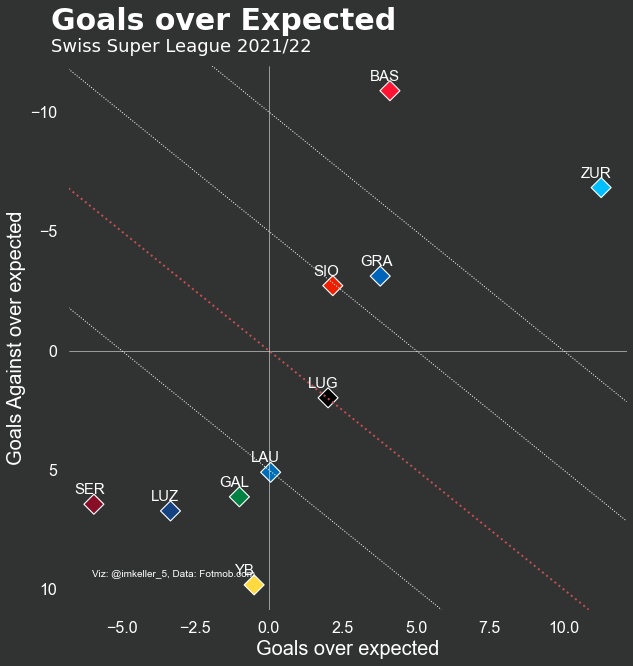 Goals over Expected
Swiss Super League 2021/22
BAS
−10
ZUR
−5
GRA
SIO
0
LUG
LAU
5
GAL
SER
LUZ
YB
Viz: @imkeller_5, Data: Fotmob.com
10
−5.0 −2.5 0.0 2.5 5.0 7.5 10.0
Goals over expected
Goals Against over expected